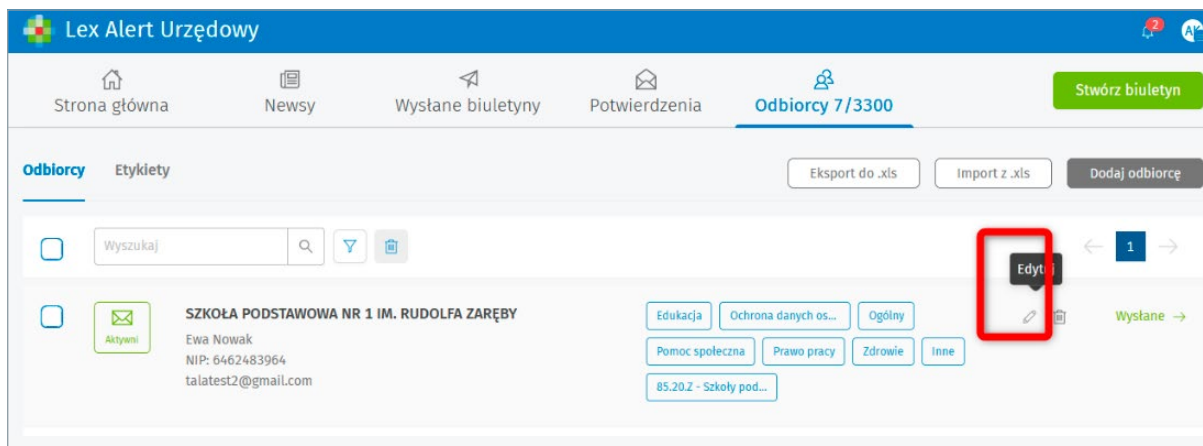 Lex Alert Urzędowy
2
Strona główna
Newsy
Wysłane biuletyny
Potwierdzenia
Odbiorcy 7/3300
Stwórz biuletyn
Odbiorcy
Etykiety
Eksport do .xls
Import z .xls
Dodaj odbiorcę
Wyszukaj
← 1 →
Edytuj
Aktywni
SZKOŁA PODSTAWOWA NR 1 IM. RUDOLFA ZARĘBY
Ewa Nowak
NIP: 6462483964
talatest2@gmail.com
Edukacja
Ochrona danych os...
Ogólny
Pomoc społeczna
Prawo pracy
Zdrowie
Inne
85.20.Z - Szkoły pod...
Wysłane →